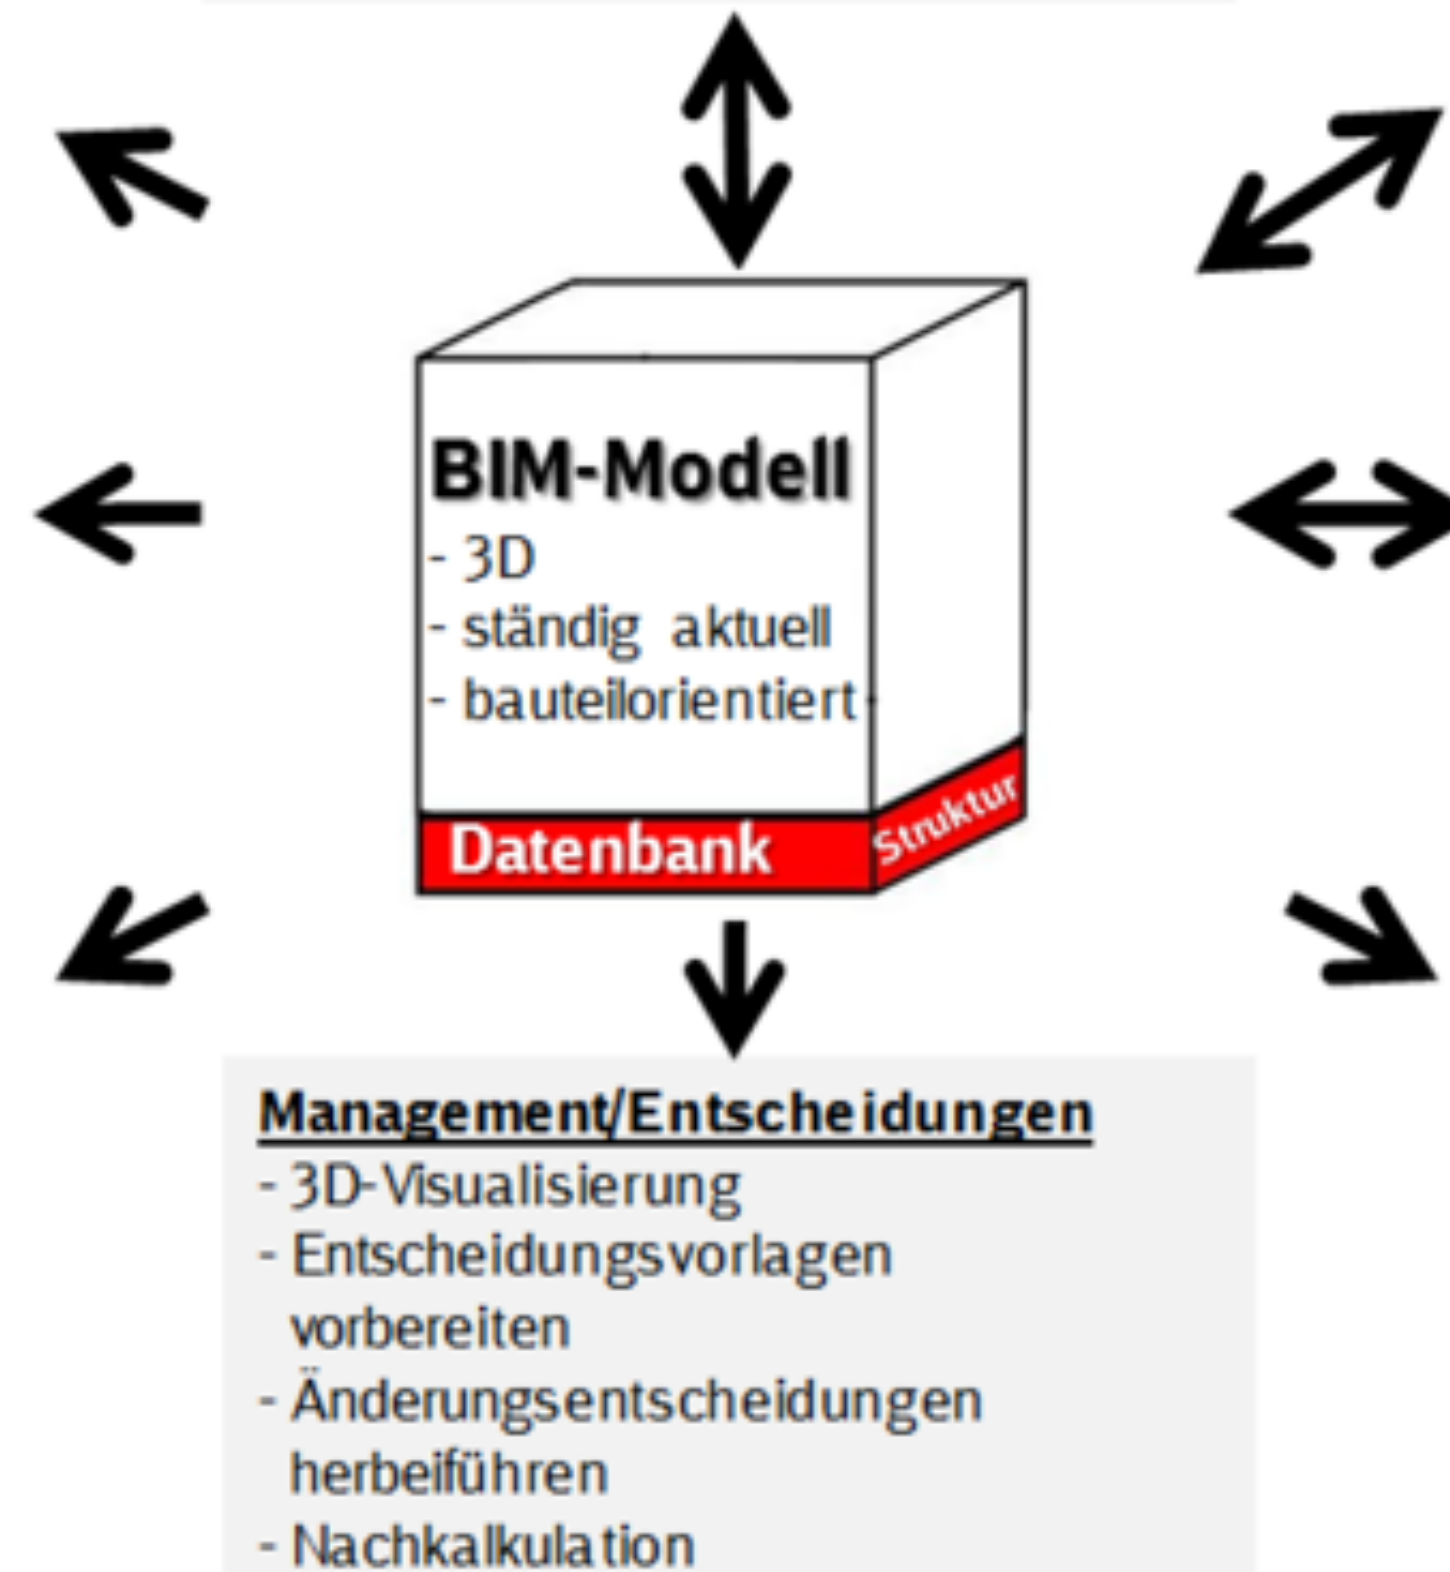 BIM-Modell
- 3D
- ständig aktuell
- bauteilorientiert
Datenbank
Struktur
Management/Entscheidungen
- 3D-Visualisierung
- Entscheidungsvorlagen
vorbereiten
- Änderungsentscheidungen
herbeiführen
- Nachkalkulation